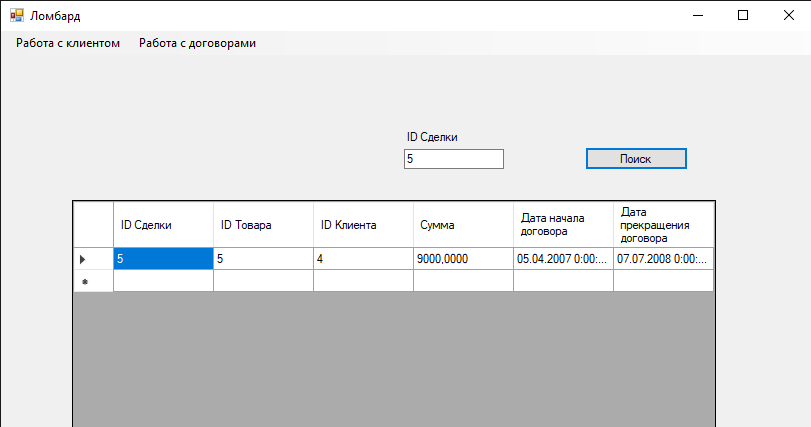 Ломбард
Работа с клиентом Работа с договорами
ID Сделки
5 Поиск
ID Сделки ID Товара ID Клиента Сумма Дата начала договора Дата прекращения договора
5 5 4 9000,0000 05.04.2007 0:00:... 07.07.2008 0:00:...